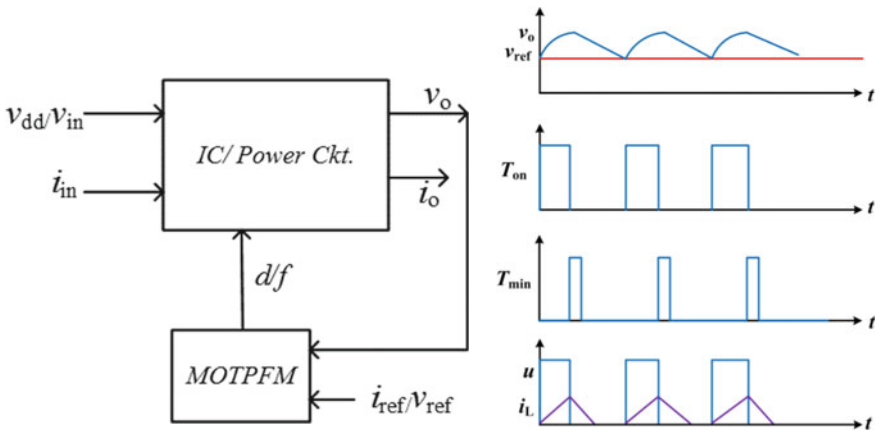 v_dd/v_in
i_in
IC/ Power Ckt.
v_o
i_o
d/f
MOTPFM
i_ref/v_ref
v_o
v_ref
t
T_on
t
T_min
t
u
i_L
t